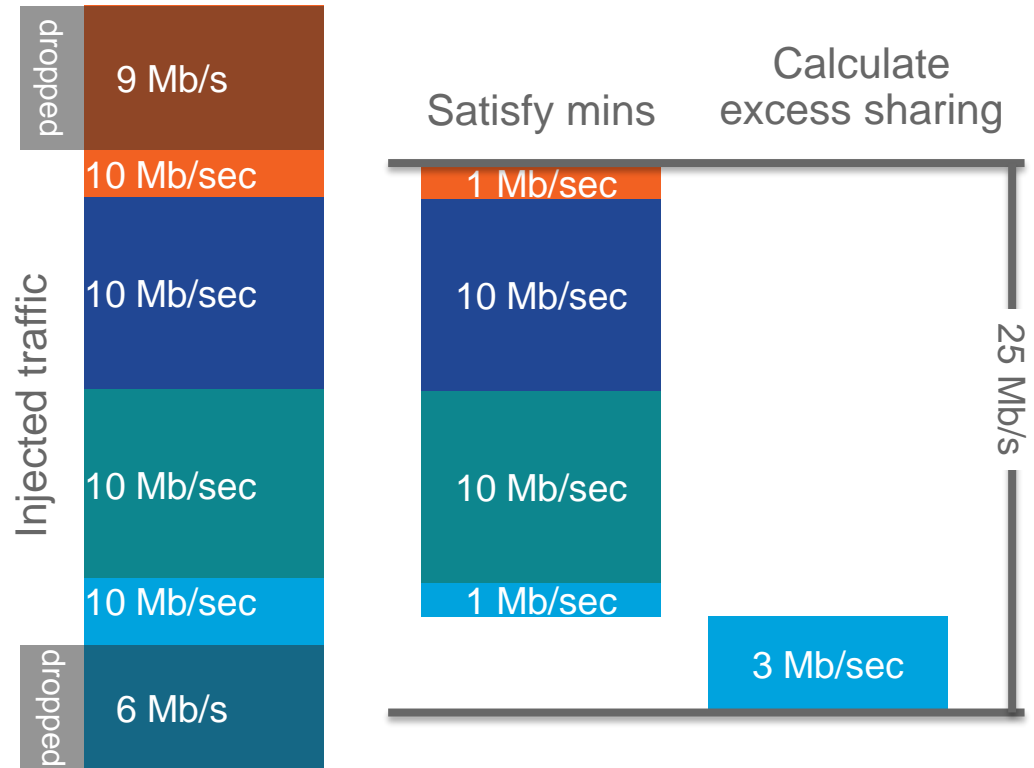 dropped
9 Mb/s
10 Mb/sec
10 Mb/sec
10 Mb/sec
10 Mb/sec
Injected traffic
dropped
6 Mb/s
Satisfy mins
1 Mb/sec
10 Mb/sec
10 Mb/sec
1 Mb/sec
Calculate
excess sharing
3 Mb/sec
25 Mb/s